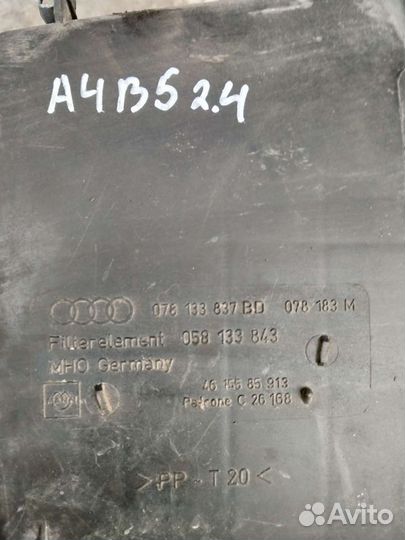 A4B5 2.4
078 133 837 BD 078 183 M
Filterelement 058 133 843
MHO Germany
46 156 85 913
Patrone C 26 168
>PP - T 20<
Avito